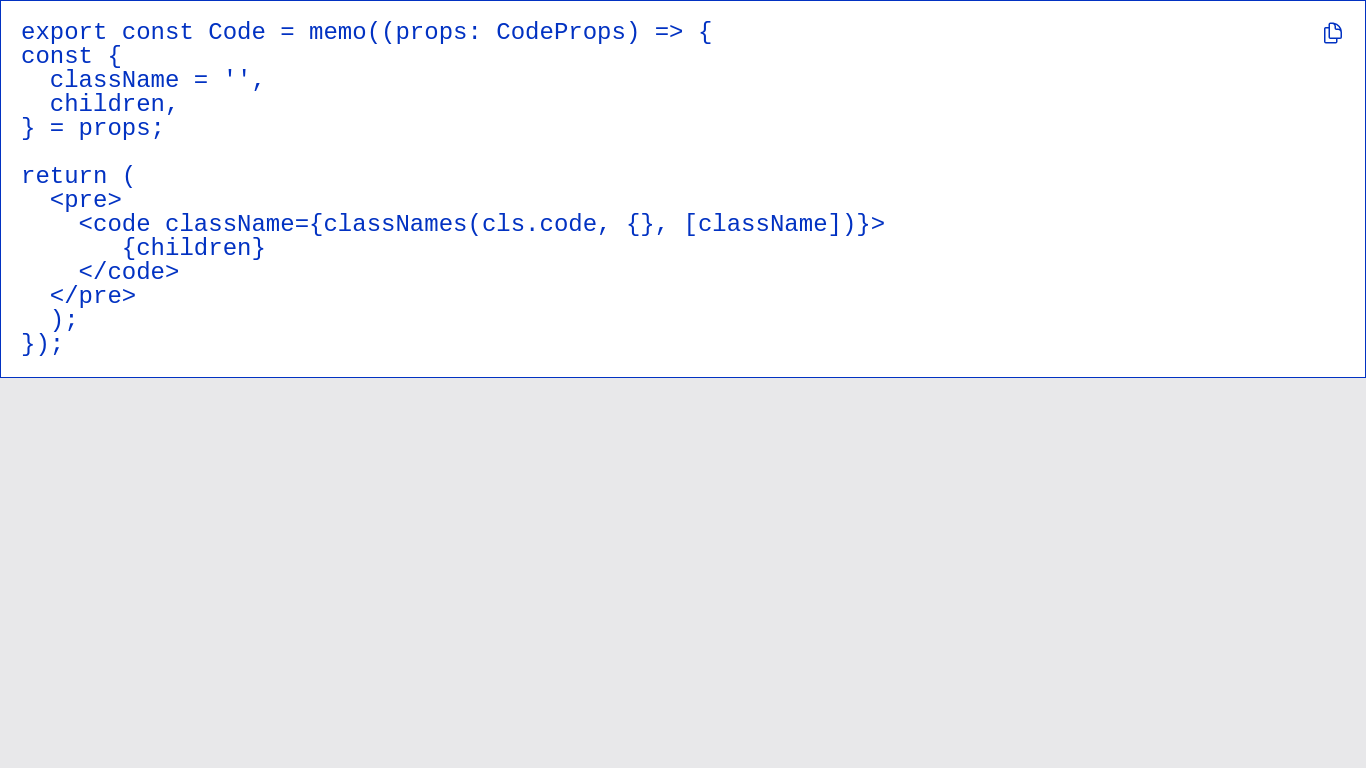 export const Code = memo((props: CodeProps) => {
const {
  className = '',
  children,
} = props;

return (
  <pre>
    <code className={classNames(cls.code, {}, [className])}>
       {children}
    </code>
  </pre>
  );
});